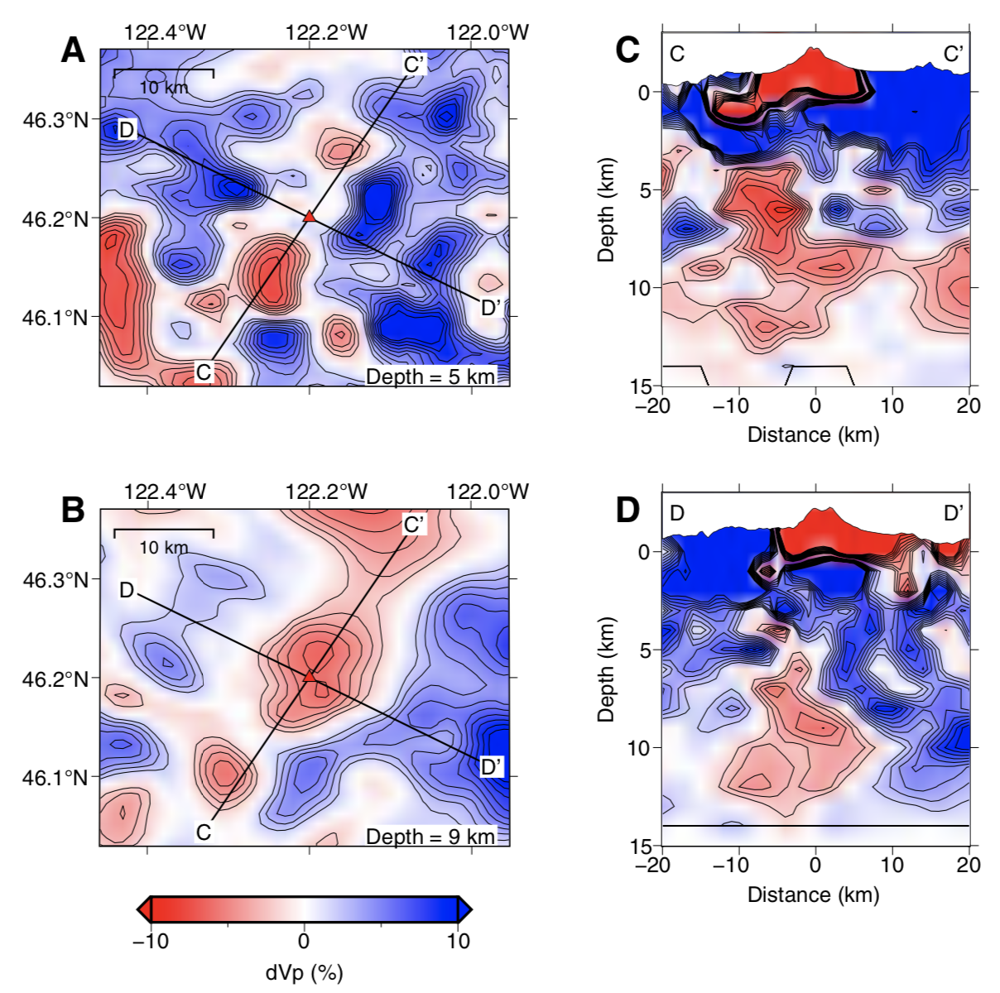 A
122.4°W 122.2°W 122.0°W
10 km
46.3°N
46.2°N
46.1°N
D
C'
D'
C
Depth = 5 km
C
C C'
0
5
10
15
Depth (km)
−20 −10 0 10 20
Distance (km)
B
122.4°W 122.2°W 122.0°W
10 km
46.3°N
46.2°N
46.1°N
C'
D
D'
C
Depth = 9 km
D
D D'
0
5
10
15
Depth (km)
−20 −10 0 10 20
Distance (km)
−10 0 10
dVp (%)